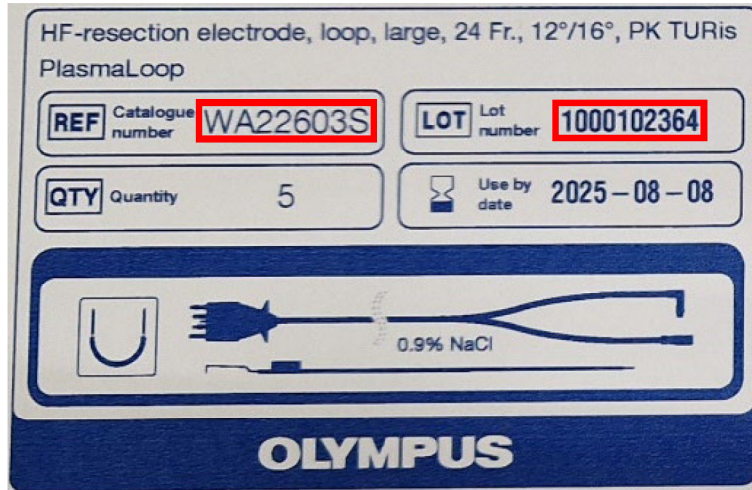 HF-resection electrode, loop, large, 24 Fr., 12°/16°, PK TURis
PlasmaLoop
REF Catalogue number WA22603S
LOT Lot number 1000102364
QTY Quantity 5
Use by date 2025-08-08
0.9% NaCl
OLYMPUS